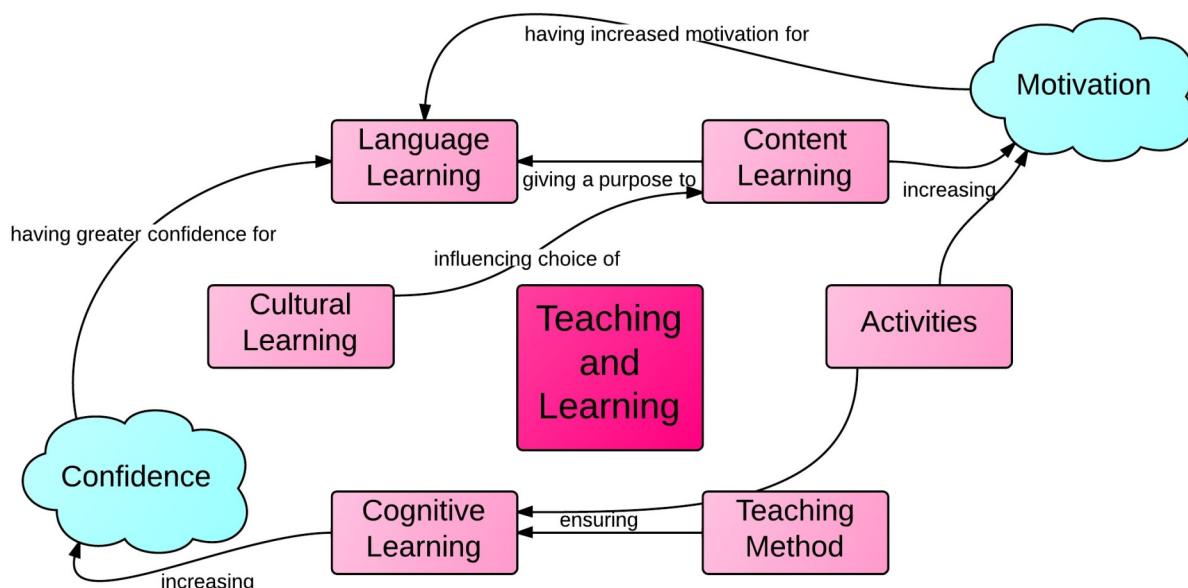 having increased motivation for
Motivation
Language
Learning
Content
Learning
giving a purpose to
increasing
having greater confidence for
influencing choice of
Cultural
Learning
Teaching
and
Learning
Activities
Confidence
Cognitive
Learning
ensuring
Teaching
Method
increasing